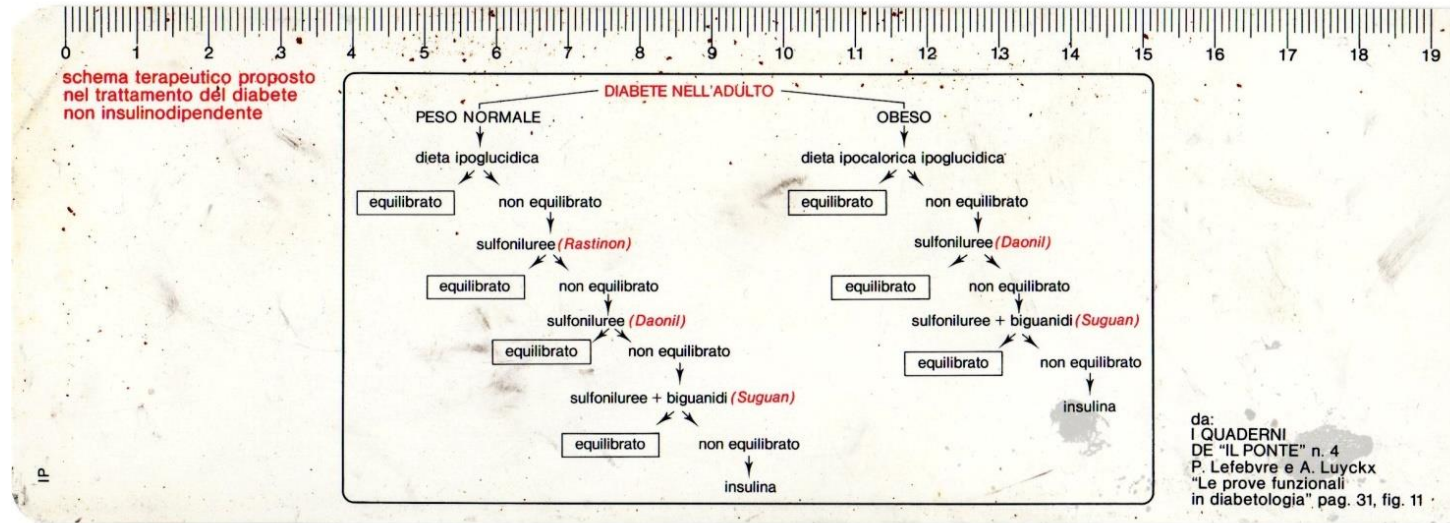 0 1 2 3 4 5 6 7 8 9 10 11 12 13 14 15 16 17 18 19
schema terapeutico proposto
nel trattamento del diabete
non insulinodipendente
DIABETE NELL'ADULTO
PESO NORMALE
dieta ipoglucidica
equilibrato non equilibrato
sulfoniluree (Rastinon)
equilibrato non equilibrato
sulfoniluree (Daonil)
equilibrato non equilibrato
sulfoniluree + biguanidi (Suguan)
equilibrato non equilibrato
insulina
OBESO
dieta ipocalorica ipoglucidica
equilibrato non equilibrato
sulfoniluree (Daonil)
equilibrato non equilibrato
sulfoniluree + biguanidi (Suguan)
equilibrato non equilibrato
insulina
da:
I QUADERNI
DE "IL PONTE" n. 4
P. Lefebvre e A. Luyckx
"Le prove funzionali
in diabetologia" pag. 31, fig. 11
IP